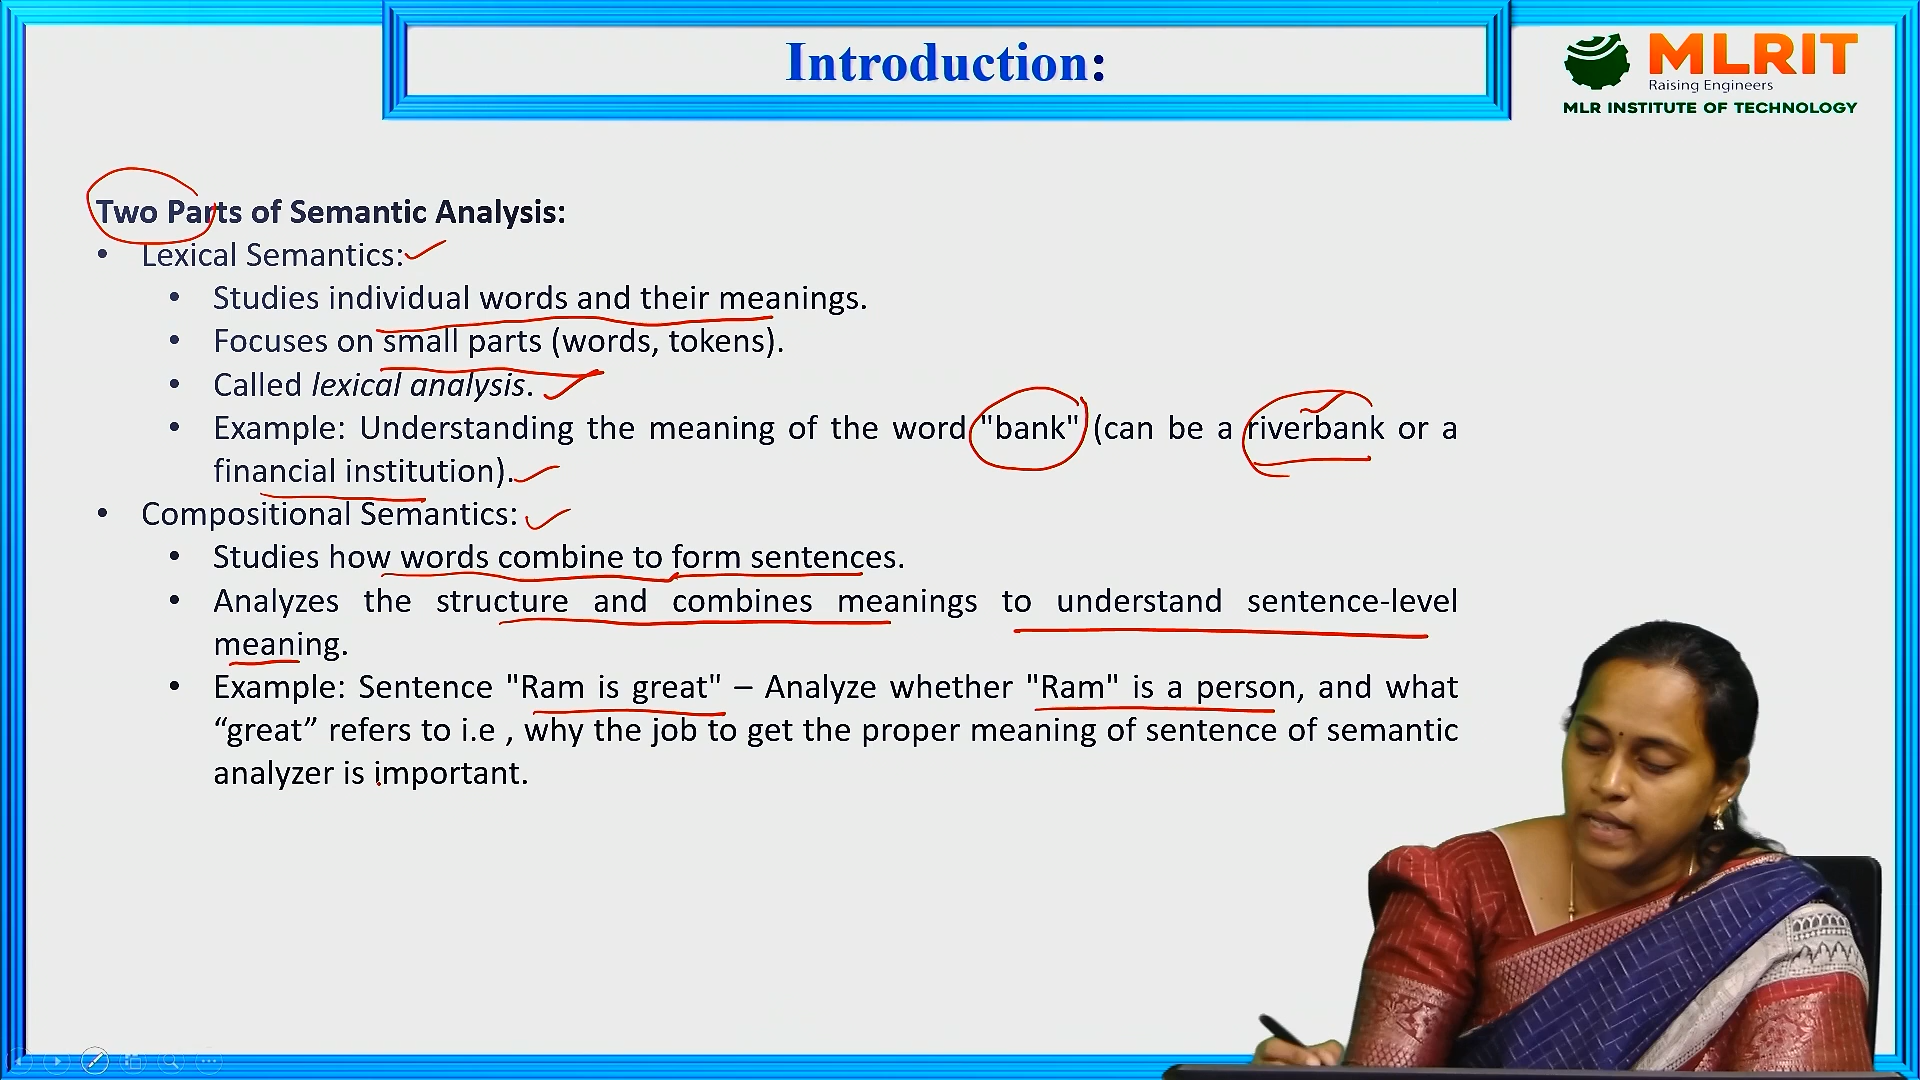 Introduction:
MLRIT
Raising Engineers
MLR INSTITUTE OF TECHNOLOGY
Two Parts of Semantic Analysis:
• Lexical Semantics:
• Studies individual words and their meanings.
• Focuses on small parts (words, tokens).
• Called lexical analysis.
• Example: Understanding the meaning of the word "bank" (can be a riverbank or a
financial institution).
• Compositional Semantics:
• Studies how words combine to form sentences.
• Analyzes the structure and combines meanings to understand sentence-level
meaning.
• Example: Sentence "Ram is great" – Analyze whether "Ram" is a person, and what
“great” refers to i.e , why the job to get the proper meaning of sentence of semantic
analyzer is important.